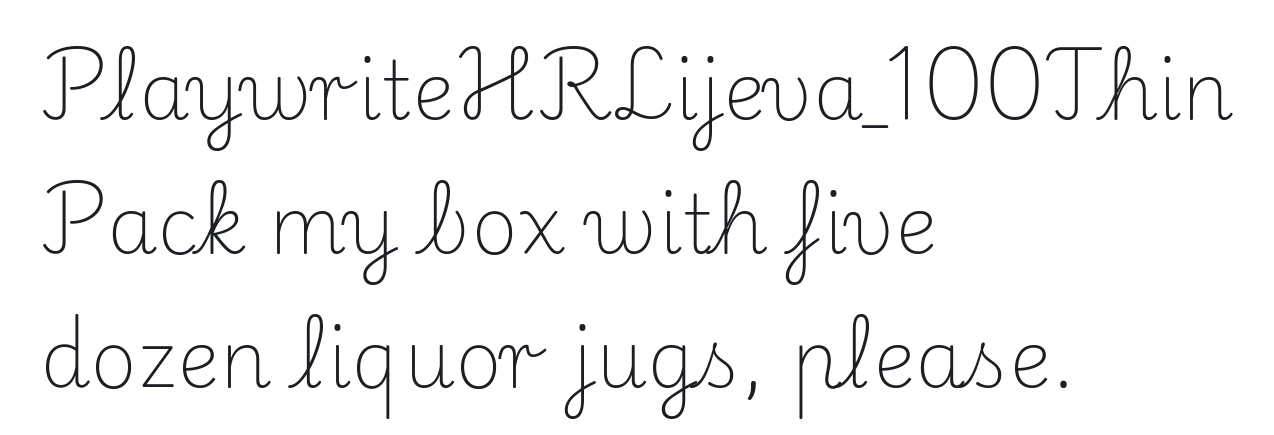 PlaywriteHRLijeva_100Thin
Pack my box with five
dozen liquor jugs, please.